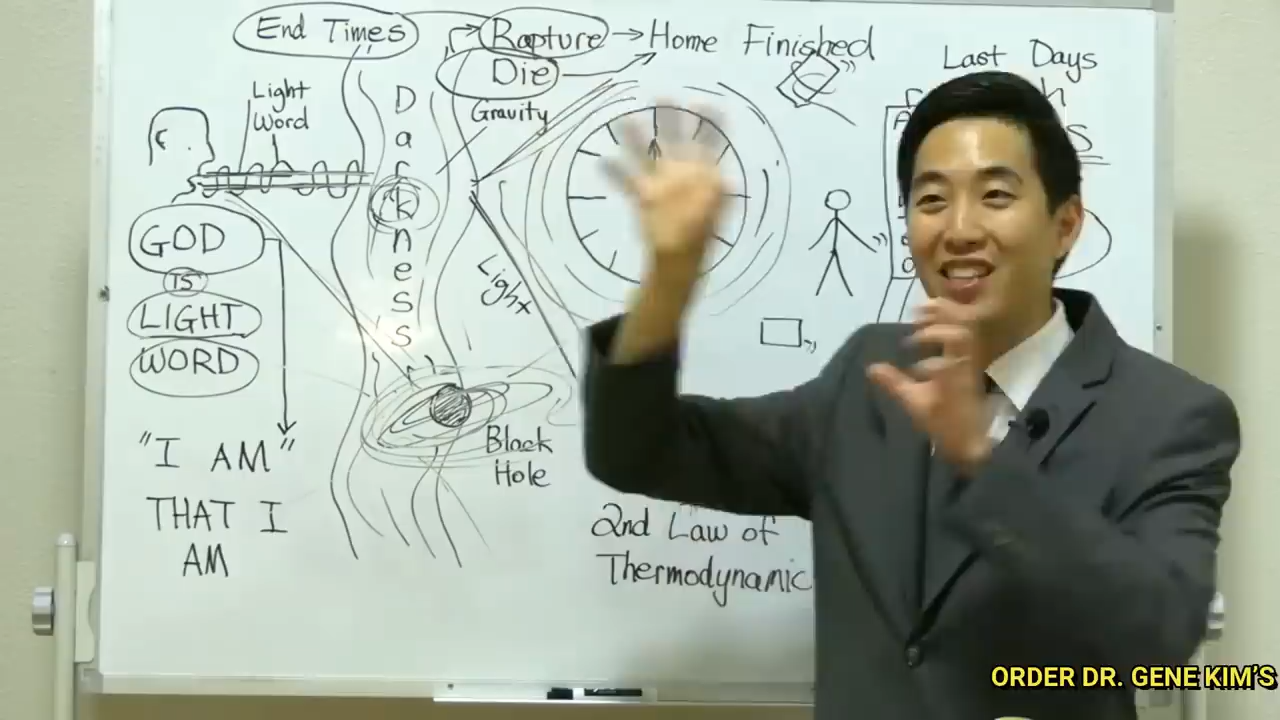 End Times
Rapture → Home Finished
Die
Last Days
Light
Word
Gravity
Darkness
GOD
IS
LIGHT
WORD
Light
"I AM"
THAT I
AM
Black
Hole
2nd Law of
Thermodynamic
ORDER DR. GENE KIM'S